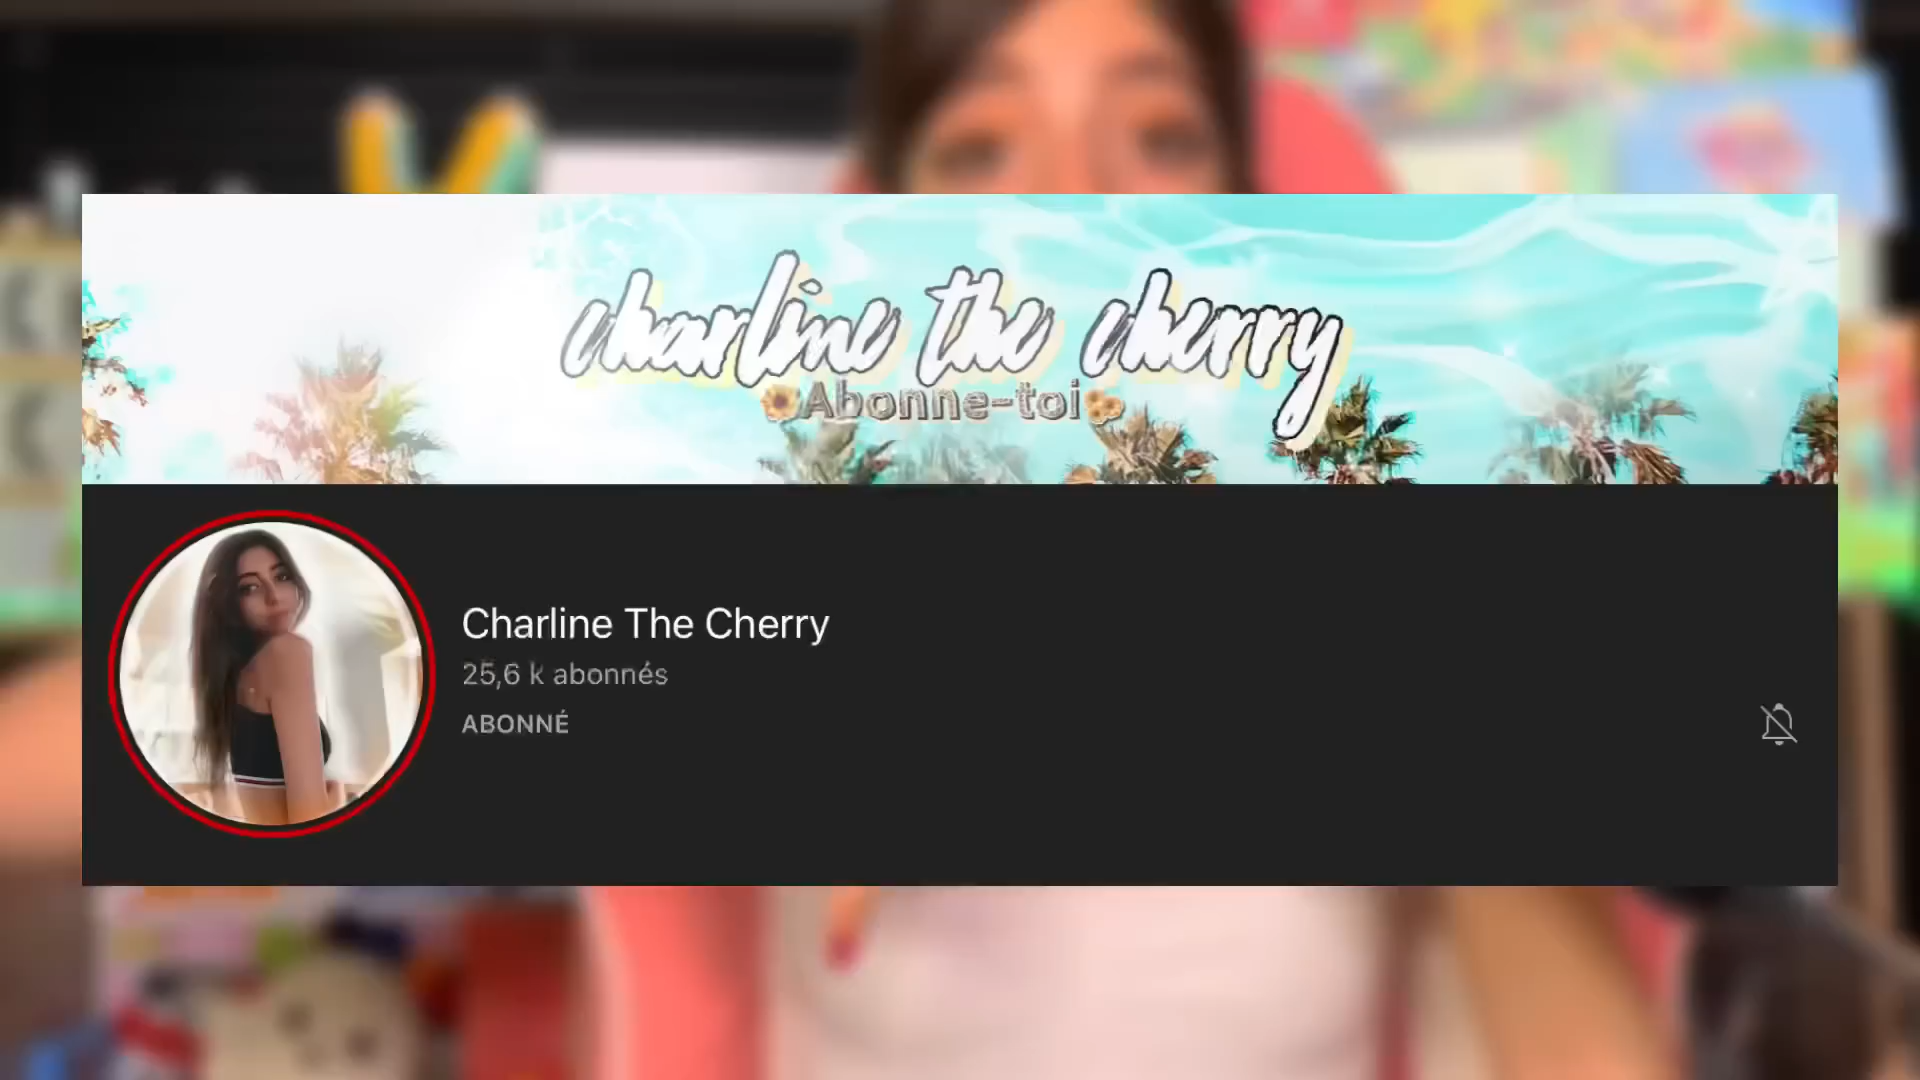 charline the cherry
Abonne-toi
Charline The Cherry
25,6 k abonnés
ABONNÉ